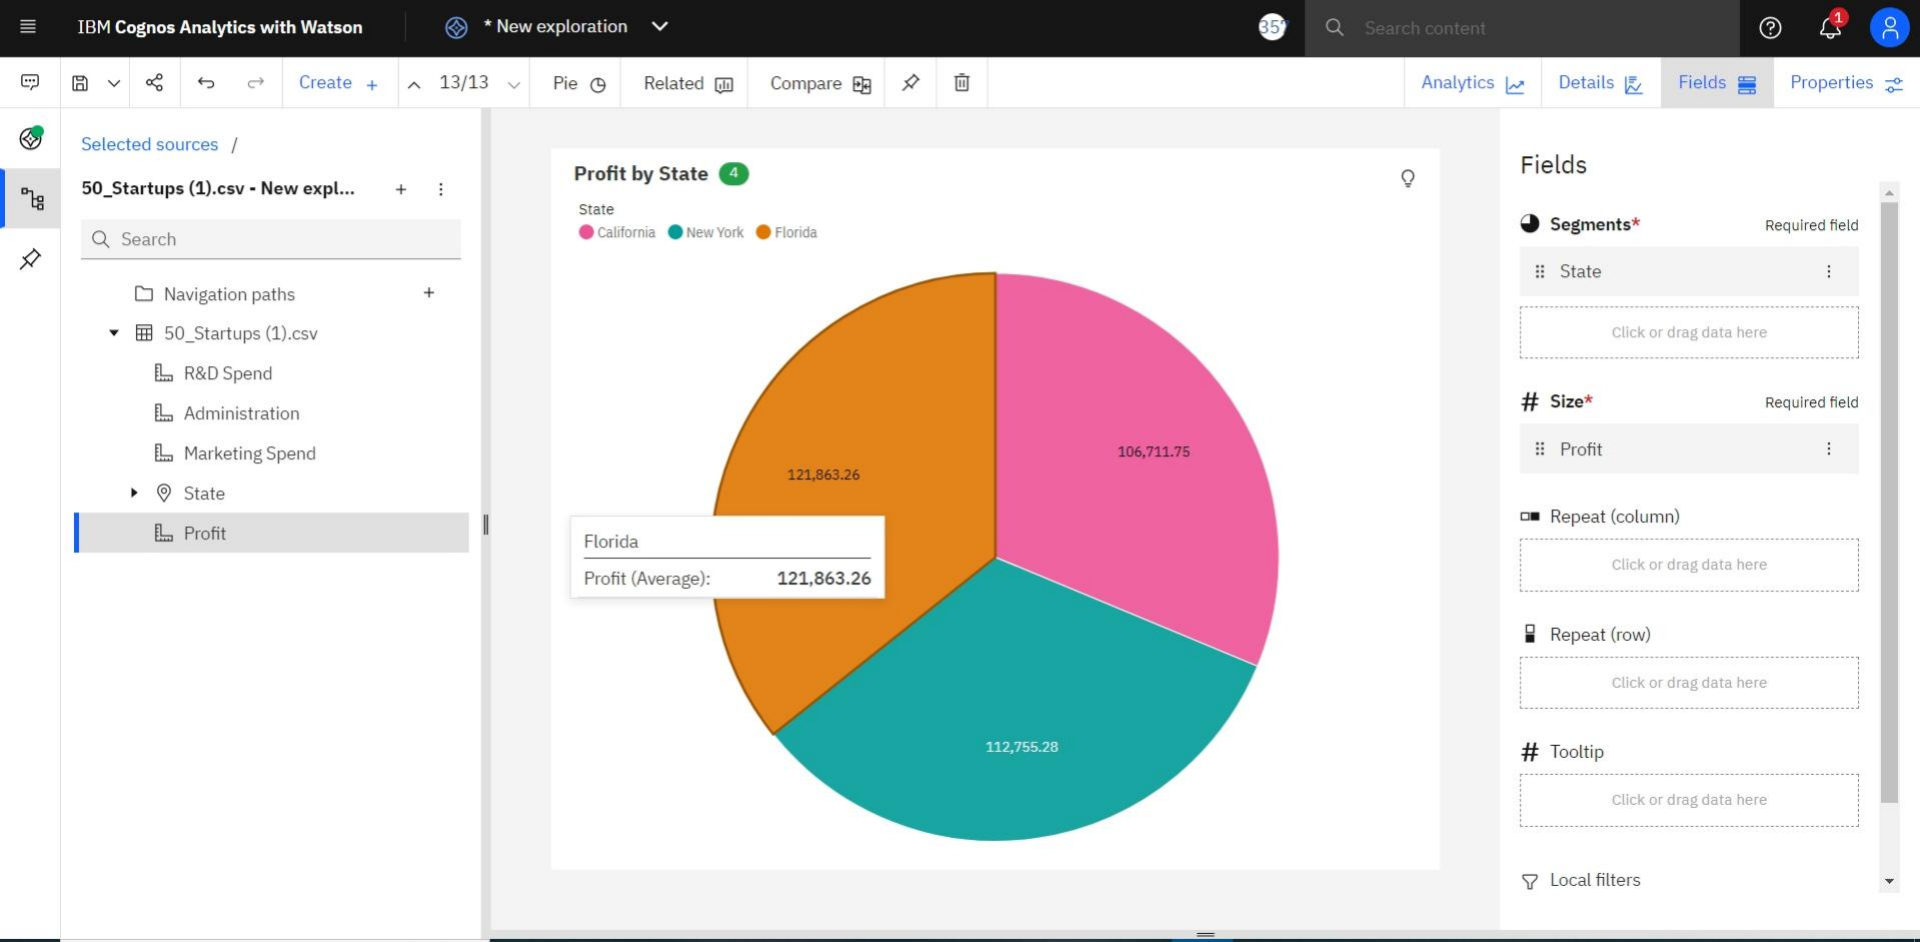 IBM Cognos Analytics with Watson
* New exploration
357
Search content
1
Create +
13/13
Pie
Related
Compare
Analytics
Details
Fields
Properties
Selected sources /
50_Startups (1).csv - New expl...
Search
Navigation paths
50_Startups (1).csv
R&D Spend
Administration
Marketing Spend
State
Profit
Profit by State 4
State
California New York Florida
106,711.75
121,863.26
Florida
Profit (Average): 121,863.26
112,755.28
Fields
Segments* Required field
State
Click or drag data here
# Size* Required field
Profit
Repeat (column)
Click or drag data here
Repeat (row)
Click or drag data here
# Tooltip
Click or drag data here
Local filters